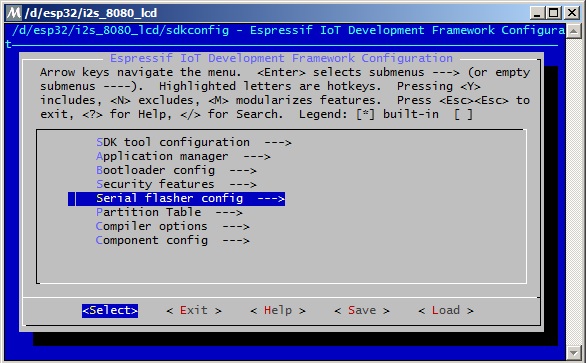 /d/esp32/i2s_8080_lcd
/d/esp32/i2s_8080_lcd/sdkconfig - Espressif IoT Development Framework Configura
t
Espressif IoT Development Framework Configuration
Arrow keys navigate the menu.  <Enter> selects submenus ---> (or empty
submenus ----).  Highlighted letters are hotkeys.  Pressing <Y>
includes, <N> excludes, <M> modularizes features.  Press <Esc><Esc> to
exit, <?> for Help, </> for Search.  Legend: [*] built-in  [ ]
SDK tool configuration  --->
Application manager  --->
Bootloader config  --->
Security features  --->
Serial flasher config  --->
Partition Table  --->
Compiler options  --->
Component config  --->
<Select>    < Exit >    < Help >    < Save >    < Load >